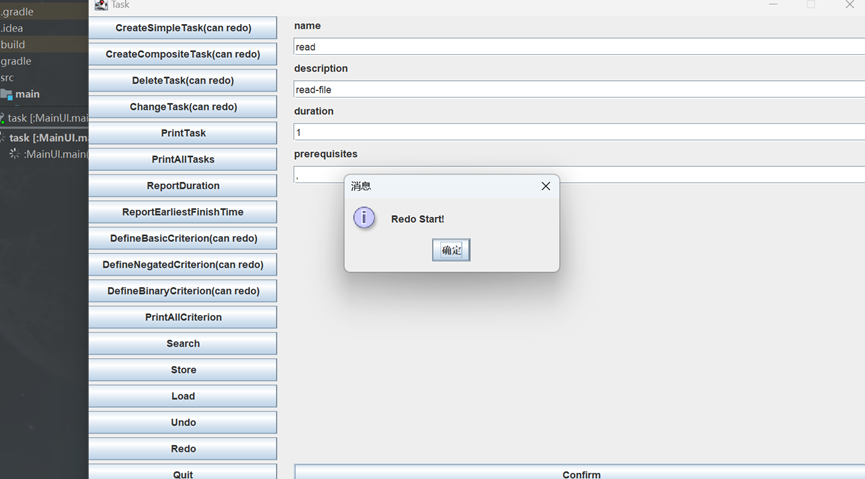 .gradle
.idea
build
gradle
src
main
task [:MainUI.mai
task [:MainUI.m
:MainUI.main(
Task
CreateSimpleTask(can redo)
CreateCompositeTask(can redo)
DeleteTask(can redo)
ChangeTask(can redo)
PrintTask
PrintAllTasks
ReportDuration
ReportEarliestFinishTime
DefineBasicCriterion(can redo)
DefineNegatedCriterion(can redo)
DefineBinaryCriterion(can redo)
PrintAllCriterion
Search
Store
Load
Undo
Redo
Quit
name
read
description
read-file
duration
1
prerequisites
,
消息
Redo Start!
确定
Confirm